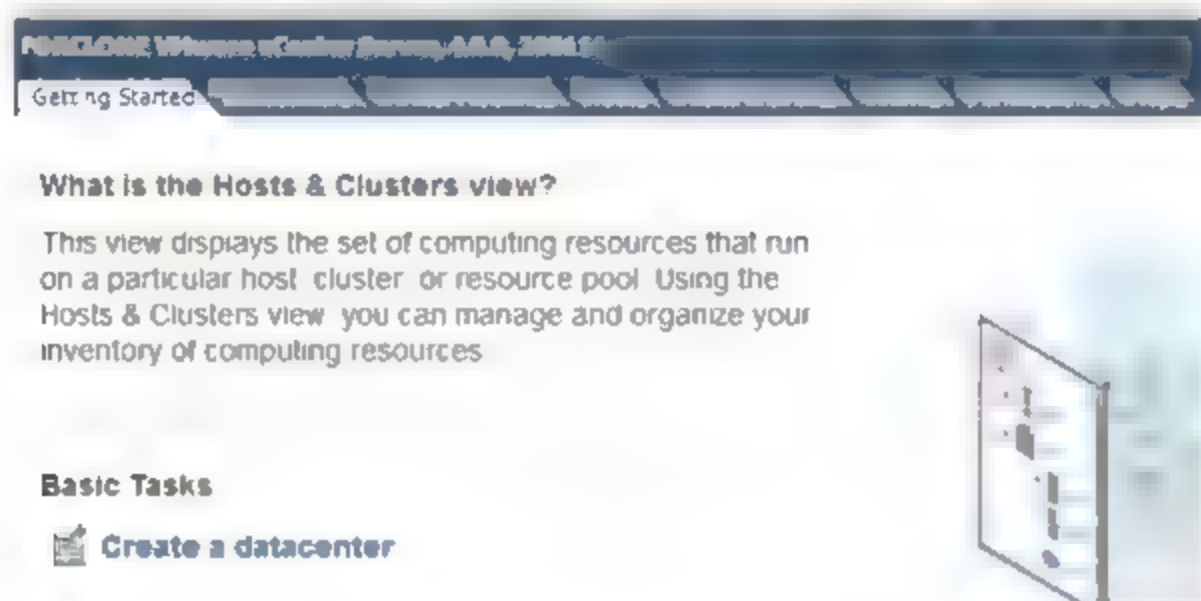 Getting Started
What is the Hosts & Clusters view?
This view displays the set of computing resources that run
on a particular host cluster or resource pool Using the
Hosts & Clusters view you can manage and organize your
inventory of computing resources
Basic Tasks
Create a datacenter